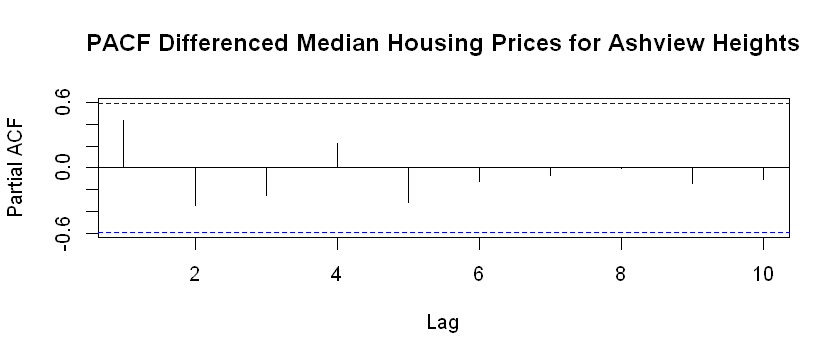 PACF Differenced Median Housing Prices for Ashview Heights
Partial ACF
0.6
0.0
-0.6
2 4 6 8 10
Lag